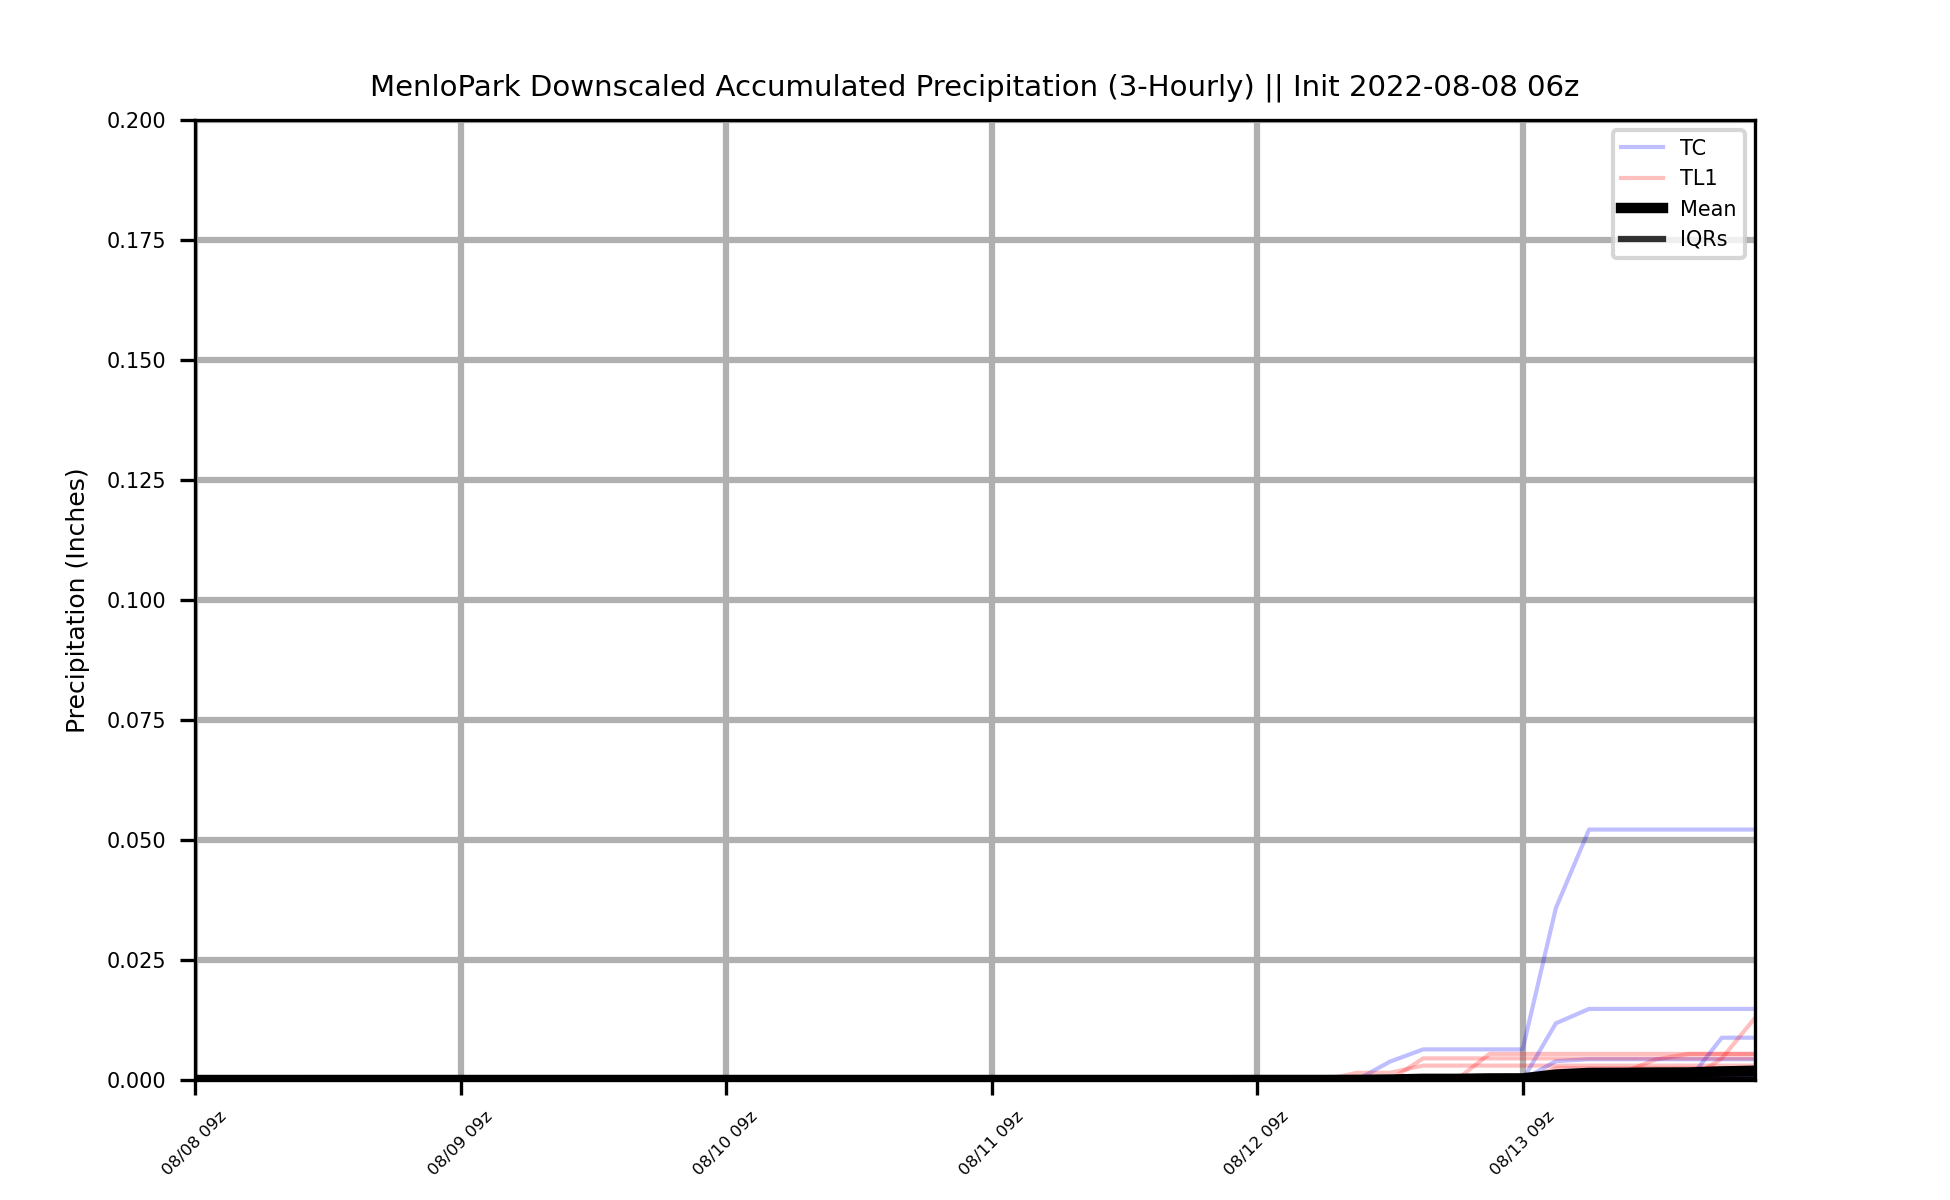 MenloPark Downscaled Accumulated Precipitation (3-Hourly) || Init 2022-08-08 06z
TC
TL1
Mean
IQRs
Precipitation (Inches)
0.200
0.175
0.150
0.125
0.100
0.075
0.050
0.025
0.000
08/08 09z
08/09 09z
08/10 09z
08/11 09z
08/12 09z
08/13 09z